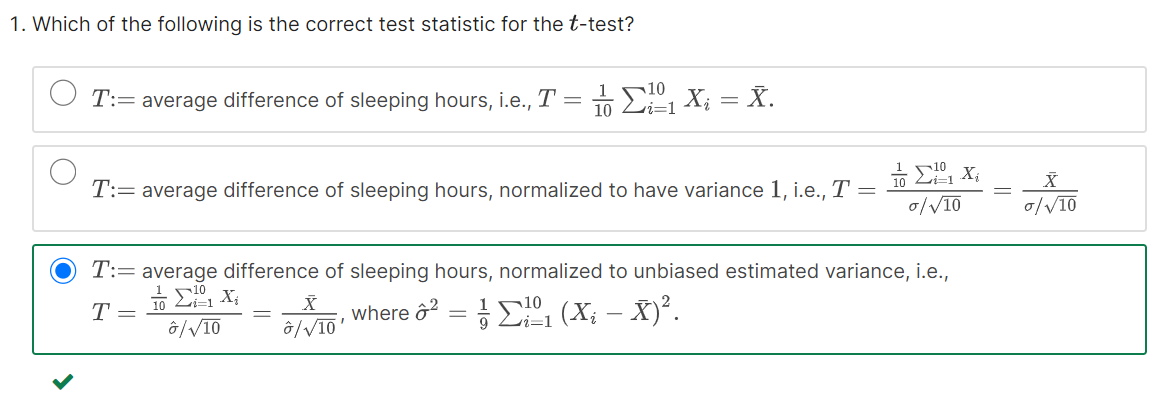 1. Which of the following is the correct test statistic for the t-test?
T:= average difference of sleeping hours, i.e., T = \frac{1}{10} \sum_{i=1}^{10} X_i = \bar{X}.
T:= average difference of sleeping hours, normalized to have variance 1, i.e., T = \frac{\frac{1}{10} \sum_{i=1}^{10} X_i}{\sigma/\sqrt{10}} = \frac{\bar{X}}{\sigma/\sqrt{10}}
T:= average difference of sleeping hours, normalized to unbiased estimated variance, i.e.,
T = \frac{\frac{1}{10} \sum_{i=1}^{10} X_i}{\hat{\sigma}/\sqrt{10}} = \frac{\bar{X}}{\hat{\sigma}/\sqrt{10}}, where \hat{\sigma}^2 = \frac{1}{9} \sum_{i=1}^{10} (X_i - \bar{X})^2.